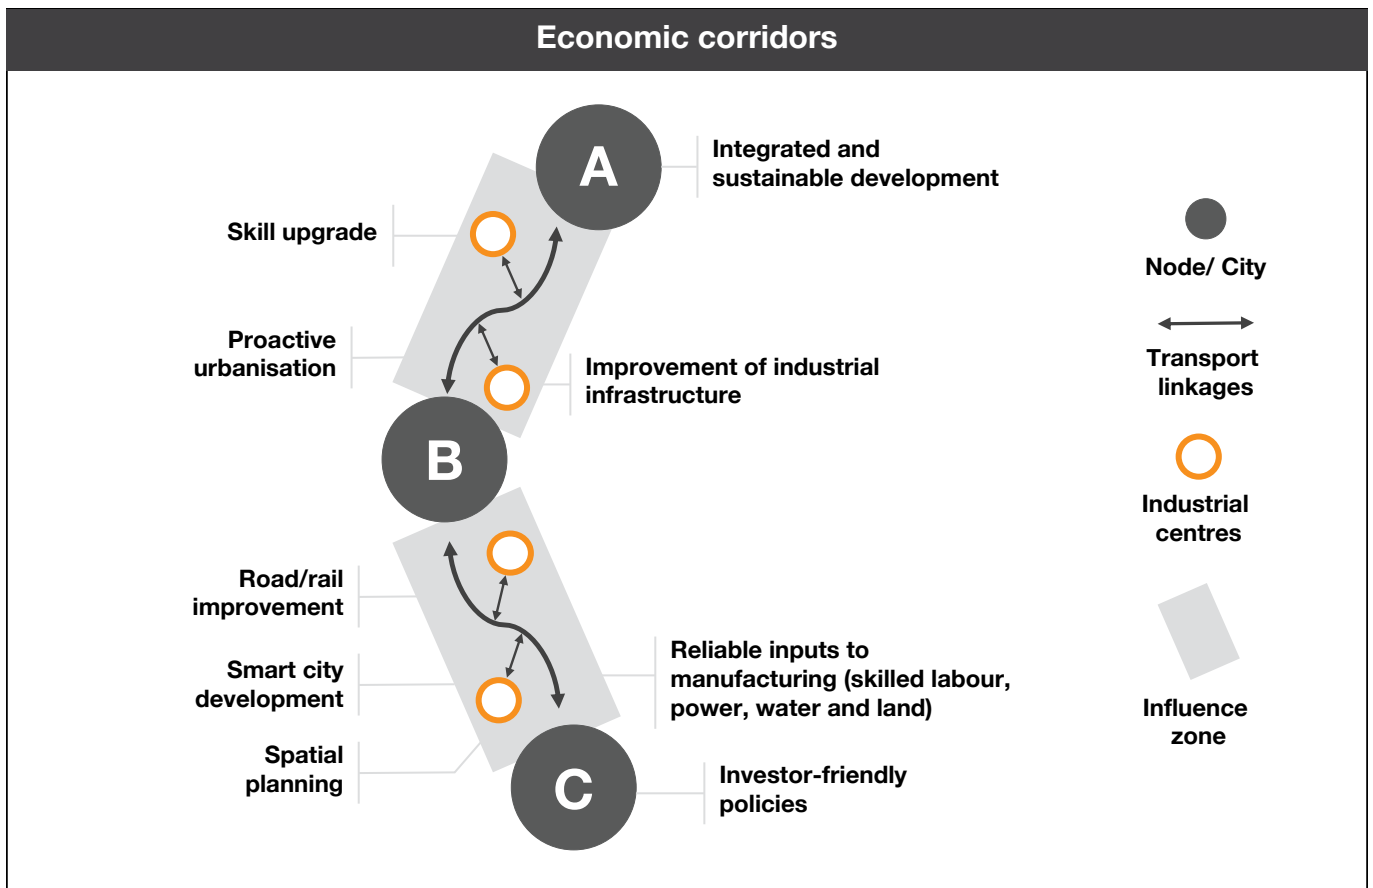 Economic corridors
A
Integrated and
sustainable development
Skill upgrade
Node/ City
Proactive
urbanisation
Improvement of industrial
infrastructure
Transport
linkages
B
Industrial
centres
Road/rail
improvement
Smart city
development
Reliable inputs to
manufacturing (skilled labour,
power, water and land)
Influence
zone
Spatial
planning
C
Investor-friendly
policies